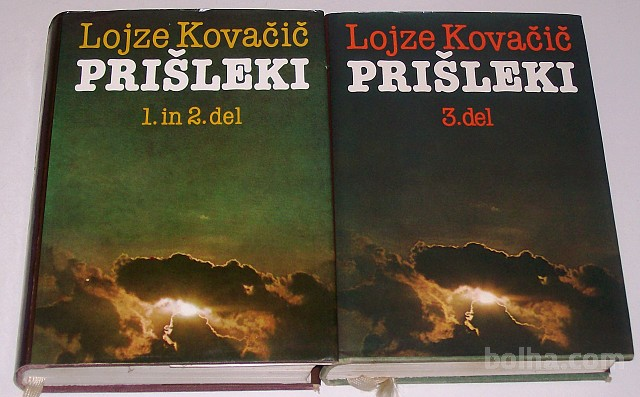 Lojze Kovačič
PRIŠLEKI
1. in 2. del
Lojze Kovačič
PRIŠLEKI
3. del
bolha.com